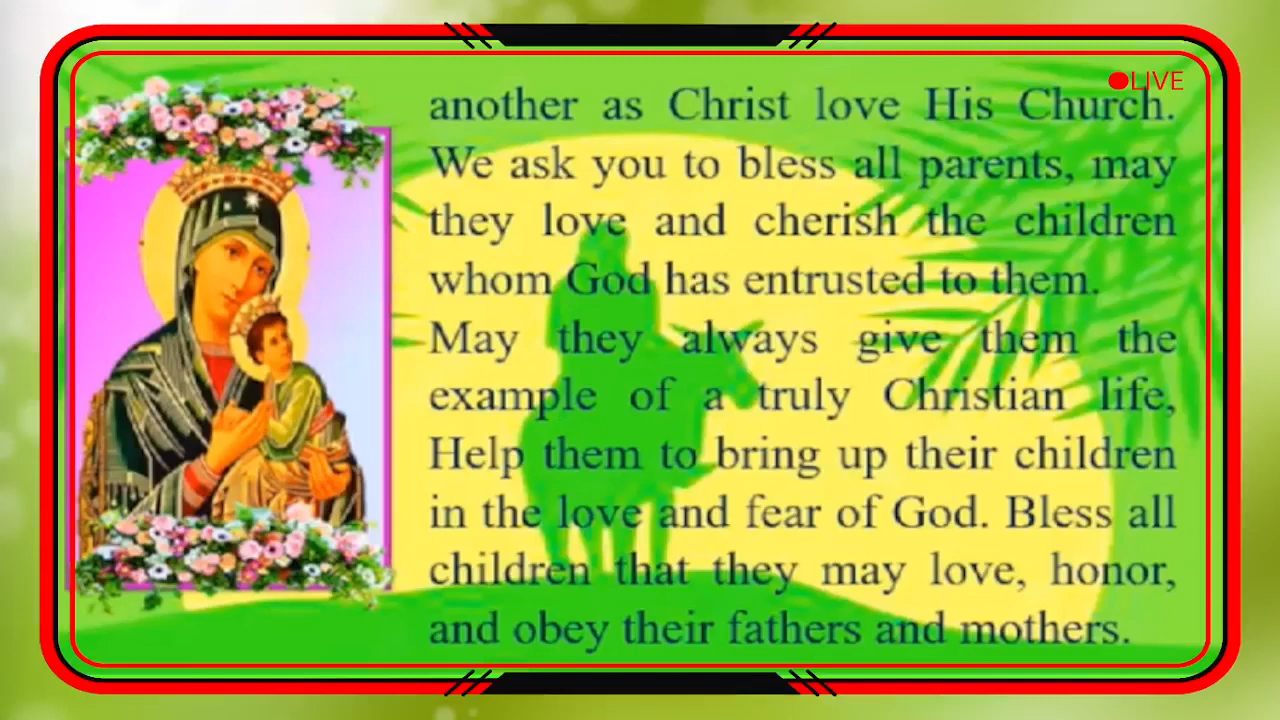 LIVE
another as Christ love His Church.
We ask you to bless all parents, may
they love and cherish the children
whom God has entrusted to them.
May they always give them the
example of a truly Christian life,
Help them to bring up their children
in the love and fear of God. Bless all
children that they may love, honor,
and obey their fathers and mothers.